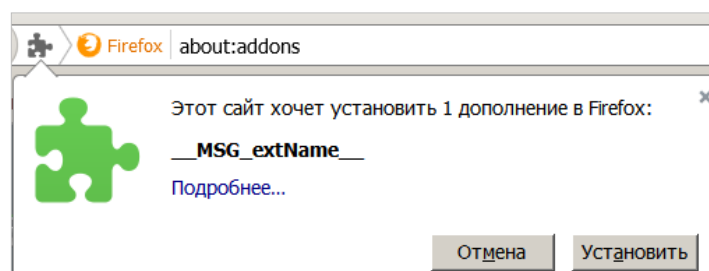 Firefox about:addons
Этот сайт хочет установить 1 дополнение в Firefox:
__MSG_extName__
Подробнее...
Отмена Установить